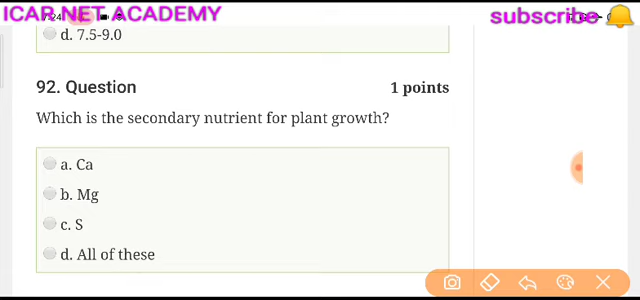 ICAR NET ACADEMY
subscribe
d. 7.5-9.0
92. Question
1 points
Which is the secondary nutrient for plant growth?
a. Ca
b. Mg
c. S
d. All of these